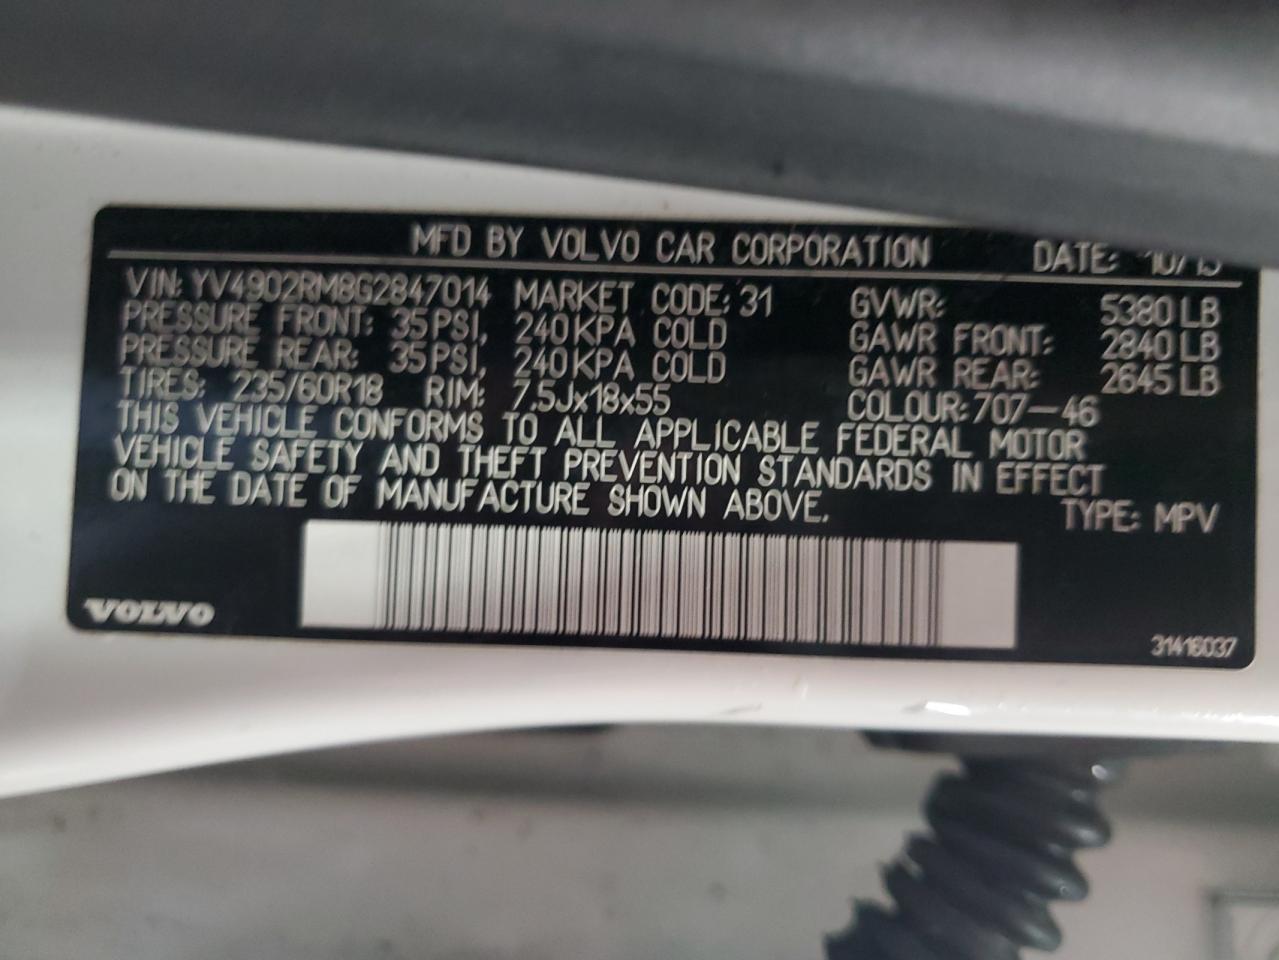 MFD BY VOLVO CAR CORPORATION DATE: 10/15
VIN: YV4902RM8G2847014 MARKET CODE: 31 GVWR: 5380 LB
PRESSURE FRONT: 35 PSI, 240 KPA COLD GAWR FRONT: 2840 LB
PRESSURE REAR: 35 PSI, 240 KPA COLD GAWR REAR: 2645 LB
TIRES: 235/60R18 RIM: 7,5Jx18x55 COLOUR: 707-46
THIS VEHICLE CONFORMS TO ALL APPLICABLE FEDERAL MOTOR
VEHICLE SAFETY AND THEFT PREVENTION STANDARDS IN EFFECT
ON THE DATE OF MANUFACTURE SHOWN ABOVE.
TYPE: MPV
VOLVO
31416037